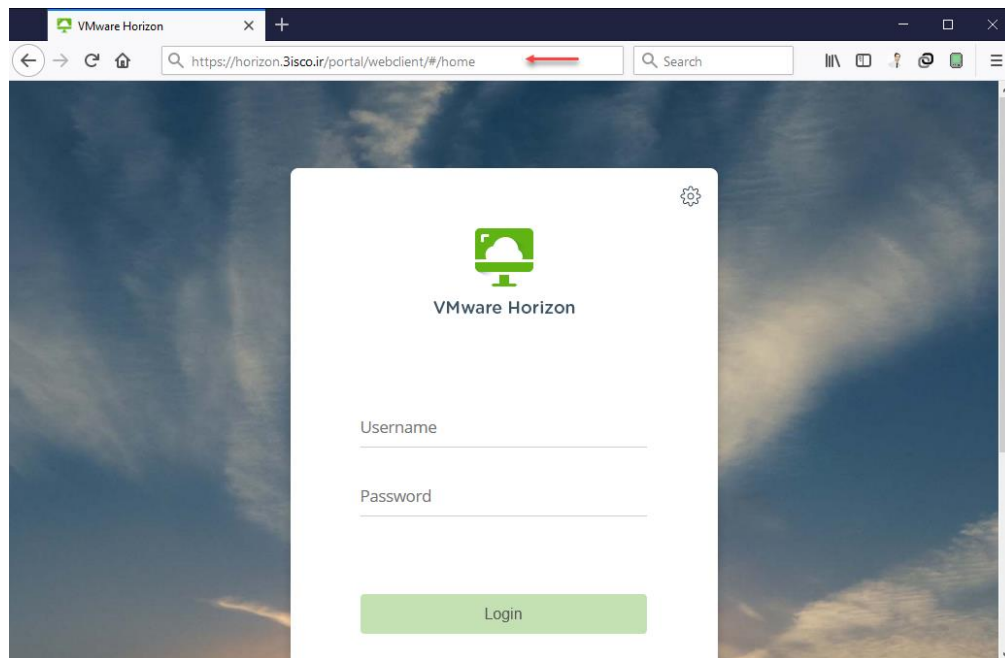 VMware Horizon
https://horizon.3isco.ir/portal/webclient/#/home
Search
VMware Horizon
Username
Password
Login